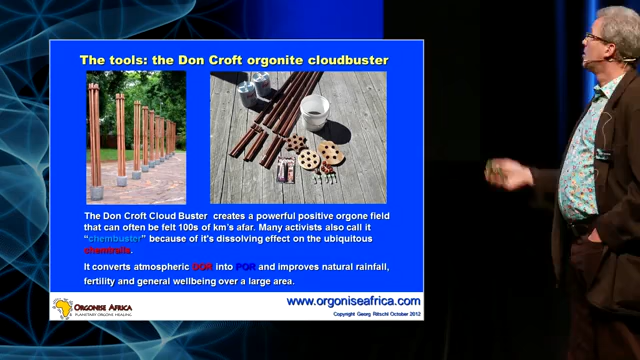 The tools: the Don Croft orgonite cloudbuster
The Don Croft Cloud Buster creates a powerful positive orgone field
that can often be felt 100s of km's afar. Many activists also call it
"chembuster" because of it's dissolving effect on the ubiquitous
chemtrails.
It converts atmospheric DOR into POR and improves natural rainfall,
fertility and general wellbeing over a large area.
ORGONISE AFRICA
PLANETARY ORGONE HEALING
www.orgoniseafrica.com
Copyright Georg Ritschl October 2012